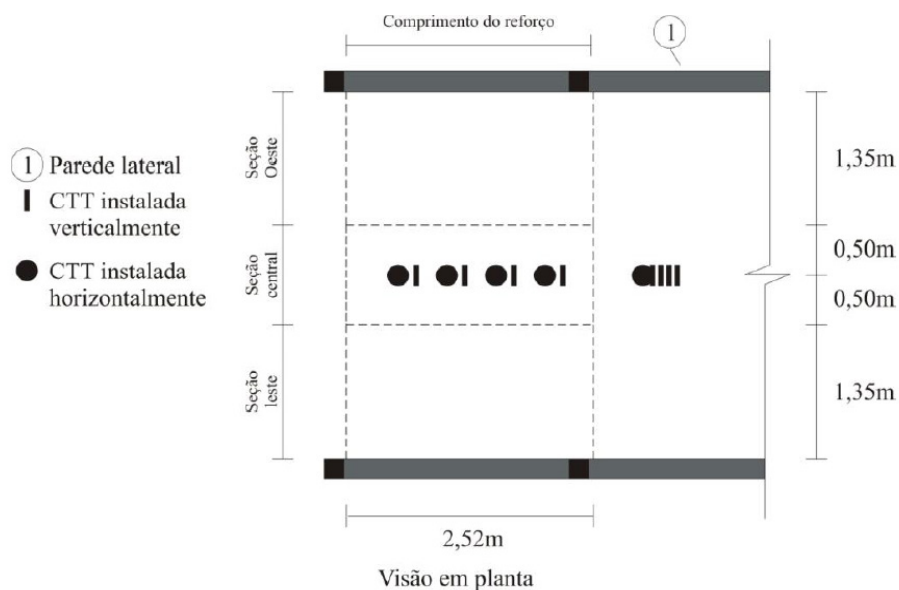 Comprimento do reforço
1
Seção
Oeste
Seção
central
Seção
leste
1 Parede lateral
CTT instalada
verticalmente
CTT instalada
horizontalmente
1,35m
0,50m
0,50m
1,35m
2,52m
Visão em planta